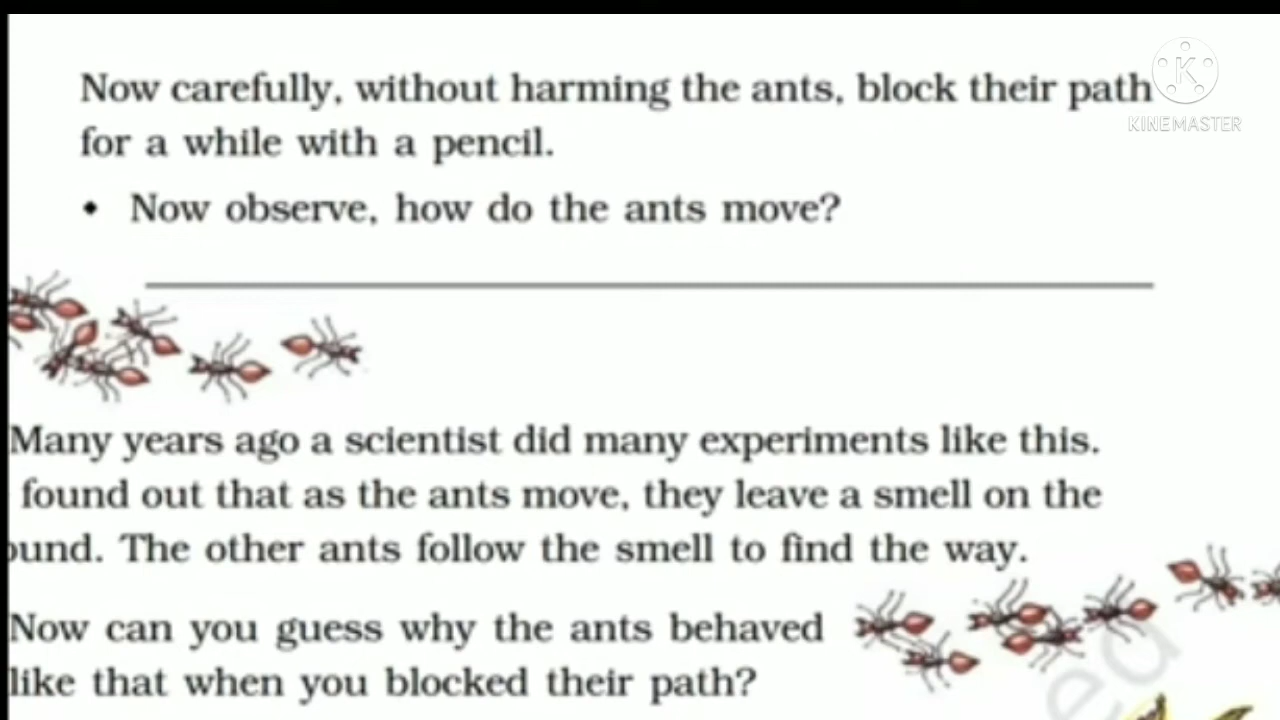 Now carefully, without harming the ants, block their path
for a while with a pencil.
• Now observe, how do the ants move?
Many years ago a scientist did many experiments like this.
found out that as the ants move, they leave a smell on the
ound. The other ants follow the smell to find the way.
Now can you guess why the ants behaved
like that when you blocked their path?
ed
K
KINEMASTER